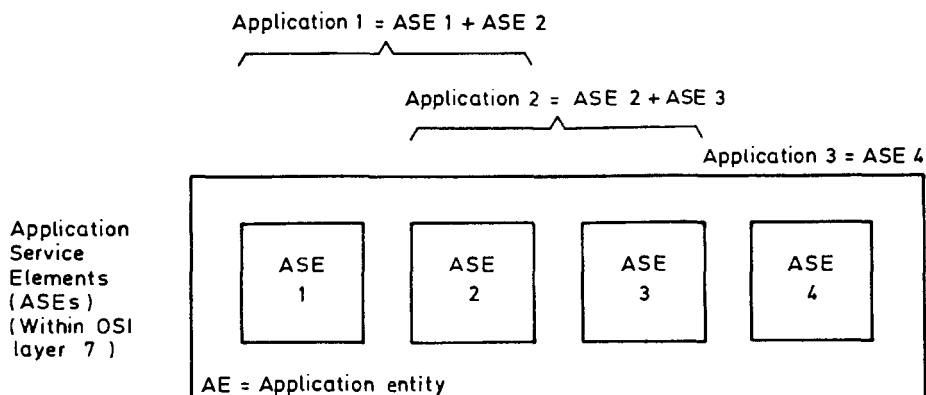 Application 1 = ASE 1 + ASE 2
Application 2 = ASE 2 + ASE 3
Application 3 = ASE 4
Application
Service
Elements
(ASEs)
(Within OSI
layer 7)
ASE
1
ASE
2
ASE
3
ASE
4
AE = Application entity